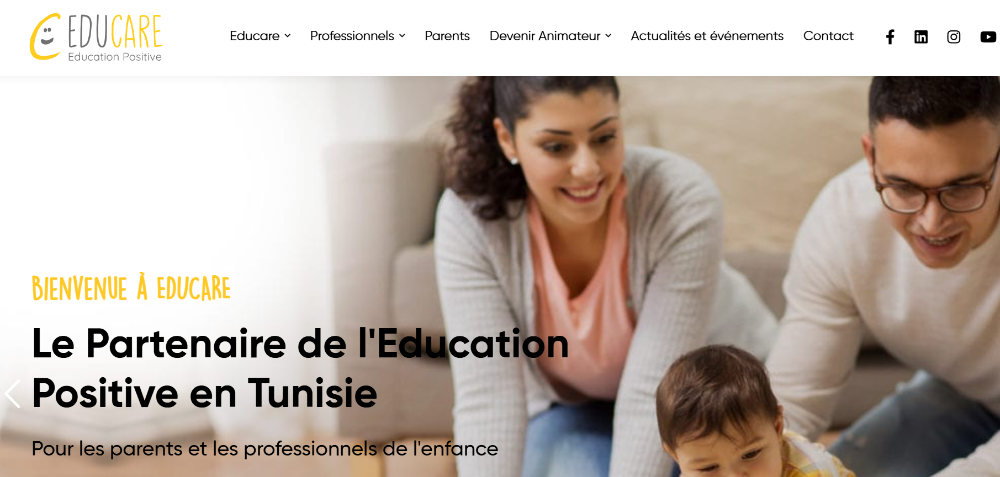 EDUCARE
Education Positive
Educare Professionnels Parents Devenir Animateur Actualités et événements Contact
BIENVENUE À EDUCARE
Le Partenaire de l'Education
Positive en Tunisie
Pour les parents et les professionnels de l'enfance